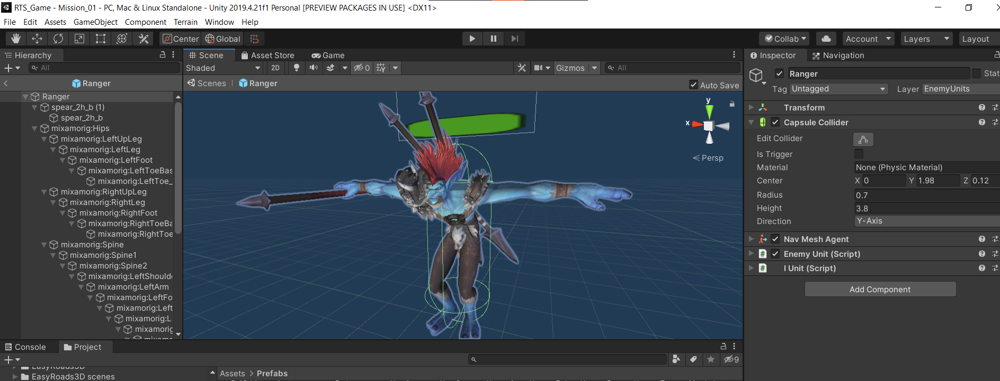 RTS_Game - Mission_01 - PC, Mac & Linux Standalone - Unity 2019.4.21f1 Personal [PREVIEW PACKAGES IN USE] <DX11>
File Edit Assets GameObject Component Terrain Window Help
Center Global Collab Account Layers Layout
Hierarchy
All
Ranger
Ranger
spear_2h_b (1)
spear_2h_b
mixamorig:Hips
mixamorig:LeftUpLeg
mixamorig:LeftLeg
mixamorig:LeftFoot
mixamorig:LeftToeBas
mixamorig:LeftToe_
mixamorig:RightUpLeg
mixamorig:RightLeg
mixamorig:RightFoot
mixamorig:RightToeBa
mixamorig:RightToe
mixamorig:Spine
mixamorig:Spine1
mixamorig:Spine2
mixamorig:LeftShoulde
mixamorig:LeftArm
mixamorig:LeftFo
mixamorig:Left
mixamorig:L
mixamorig
Scene Asset Store Game
Shaded 2D 0 Gizmos All
Scenes Ranger Auto Save
y
x
Persp
Inspector Navigation
Ranger Stat
Tag Untagged Layer EnemyUnits
Transform
Capsule Collider
Edit Collider
Is Trigger
Material None (Physic Material)
Center X 0 Y 1.98 Z 0.12
Radius 0.7
Height 3.8
Direction Y-Axis
Nav Mesh Agent
Enemy Unit (Script)
I Unit (Script)
Add Component
Console Project
9
EasyRoads3D
EasyRoads3D scenes
Assets > Prefabs